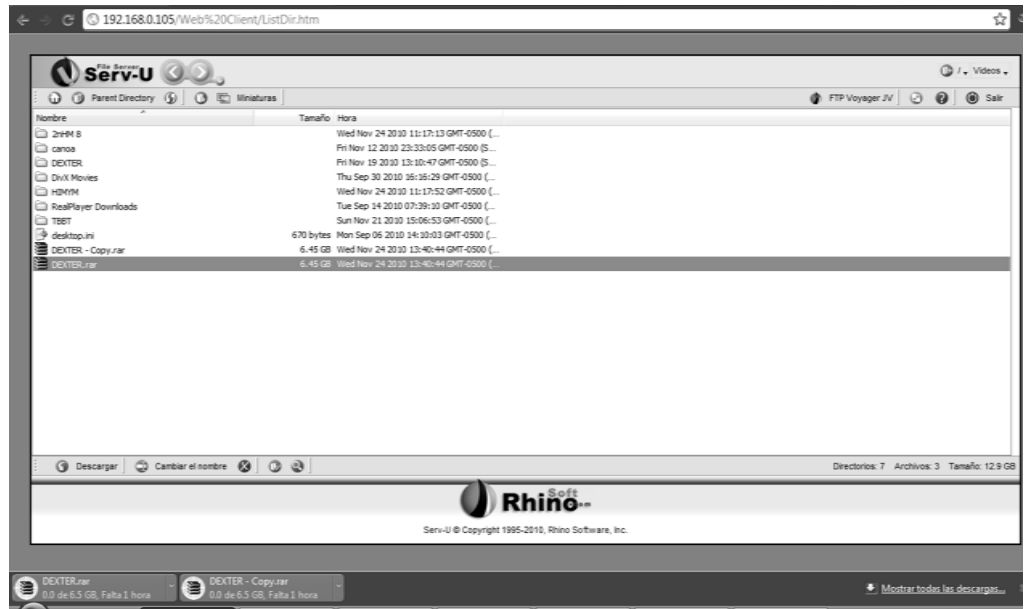 192.168.0.105/Web%20Client/ListDir.htm
File Server
Serv-U
/ Videos
Parent Directory Miniaturas FTP Voyager JV Salir
Nombre Tamaño Hora
2nHM 8 Wed Nov 24 2010 11:17:13 GMT-0500 (...
canoa Fri Nov 12 2010 23:33:05 GMT-0500 (S...
DEXTER Fri Nov 19 2010 13:10:47 GMT-0500 (S...
DivX Movies Thu Sep 30 2010 16:16:29 GMT-0500 (...
HIMYM Wed Nov 24 2010 11:17:52 GMT-0500 (...
RealPlayer Downloads Tue Sep 14 2010 07:39:10 GMT-0500 (...
TBBT Sun Nov 21 2010 15:06:53 GMT-0500 (...
desktop.ini 670 bytes Mon Sep 06 2010 14:10:03 GMT-0500 (...
DEXTER - Copy.rar 6.45 GB Wed Nov 24 2010 13:40:44 GMT-0500 (...
DEXTER.rar 6.45 GB Wed Nov 24 2010 13:40:44 GMT-0500 (...
Descargar Cambiar el nombre Directorios: 7 Archivos: 3 Tamaño: 12.9 GB
RhinoSoft.com
Serv-U © Copyright 1995-2010, Rhino Software, Inc.
DEXTER.rar DEXTER - Copy.rar
0.0 de 6.5 GB, Falta 1 hora 0.0 de 6.5 GB, Falta 1 hora Mostrar todas las descargas...